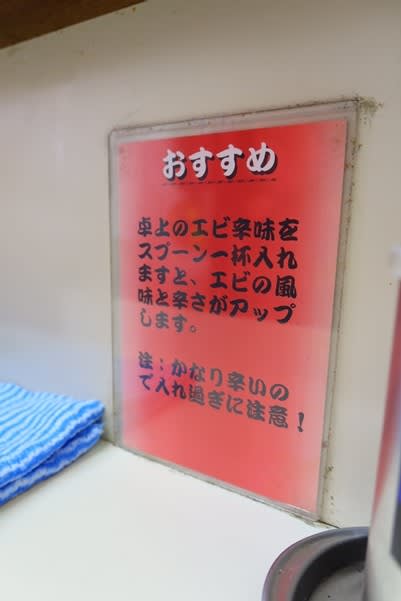 おすすめ
卓上のエビ辛味を
スプーン一杯入れ
ますと、エビの風
味と辛さがアップ
します。
注：かなり辛いの
で入れ過ぎに注意！